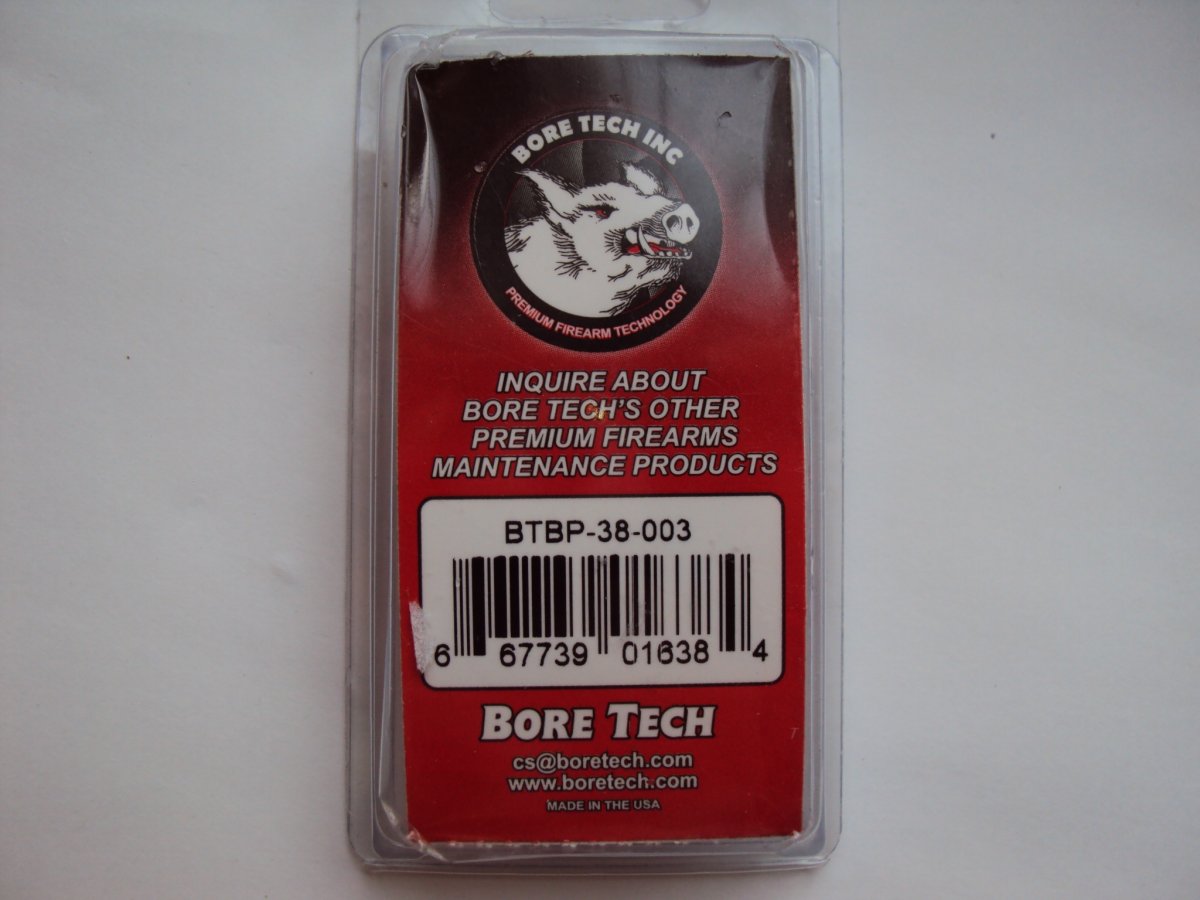 BORE TECH INC
PREMIUM FIREARM TECHNOLOGY
INQUIRE ABOUT
BORE TECH'S OTHER
PREMIUM FIREARMS
MAINTENANCE PRODUCTS
BTBP-38-003
6 67739 01638 4
BORE TECH
cs@boretech.com
www.boretech.com
MADE IN THE USA